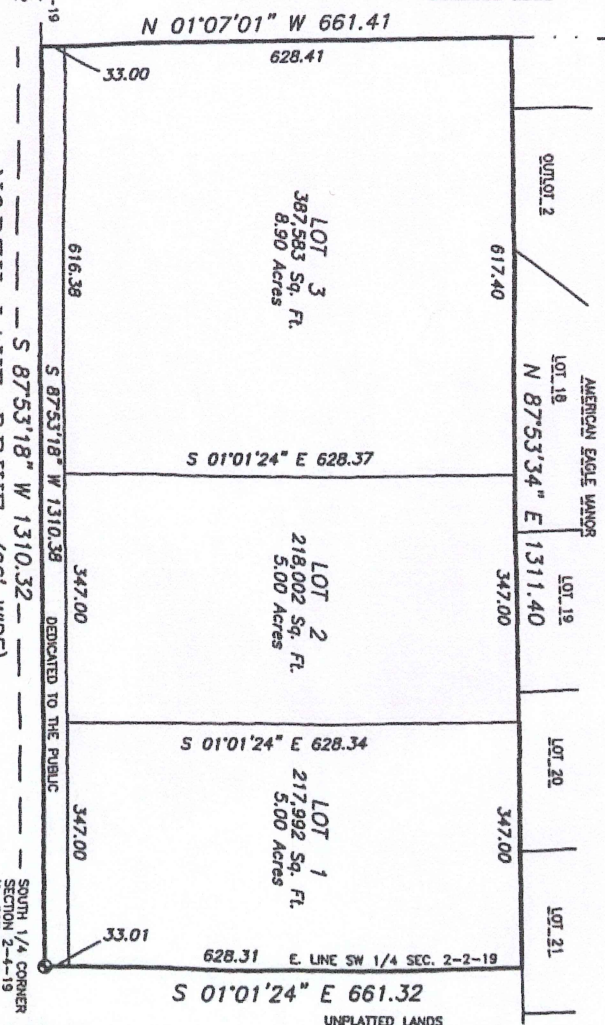 N 01°07'01" W 661.41
628.41
33.00
OUTLOT 2
AMERICAN EAGLE MANOR
LOT 18
N 87°53'34" E 1311.40
LOT 19
LOT 20
LOT 21
617.40
347.00
347.00
LOT 3
387,583 Sq. Ft.
8.90 Acres
S 01°01'24" E 628.37
LOT 2
218,002 Sq. Ft.
5.00 Acres
S 01°01'24" E 628.34
LOT 1
217,992 Sq. Ft.
5.00 Acres
616.38
347.00
347.00
S 87°53'18" W 1310.38
DEDICATED TO THE PUBLIC
S 87°53'18" W 1310.32
33.01
628.31 E. LINE SW 1/4 SEC. 2-2-19
S 01°01'24" E 661.32
UNPLATTED LANDS
SOUTH 1/4 CORNER
SECTION 2-4-19
-19